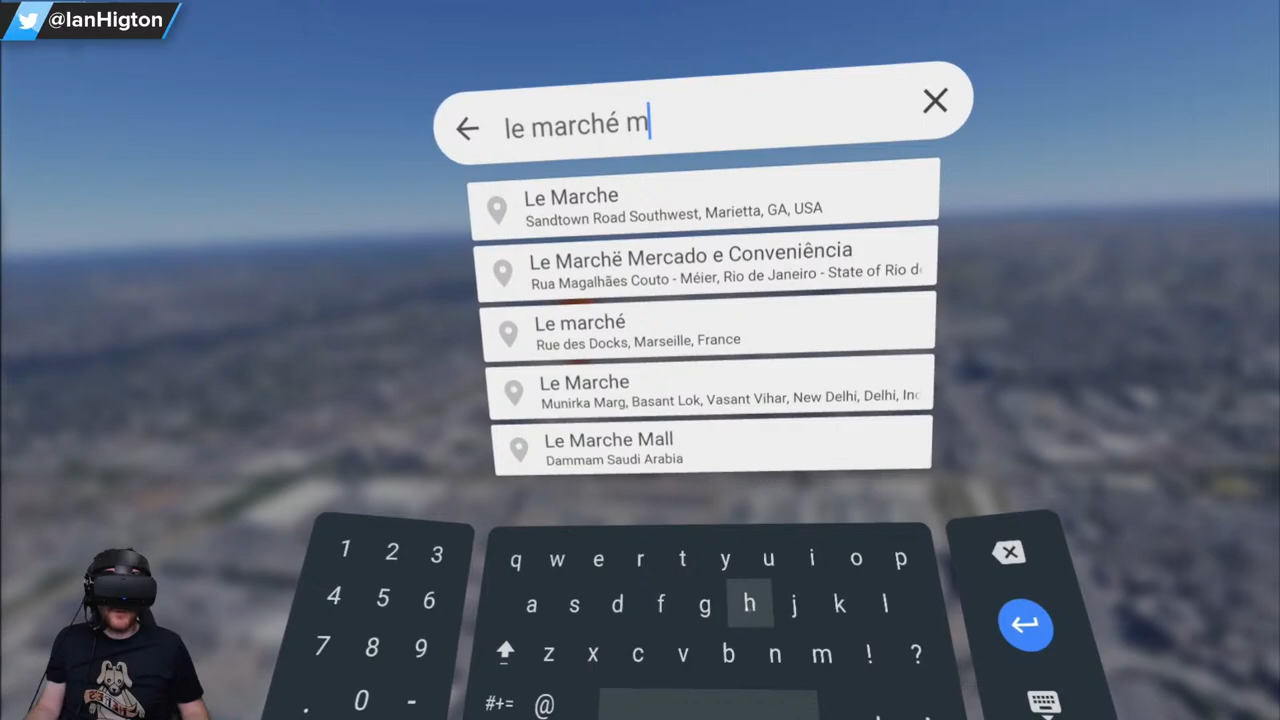 @IanHigton
le marché m
Le Marche
Sandtown Road Southwest, Marietta, GA, USA
Le Marchë Mercado e Conveniência
Rua Magalhães Couto - Méier, Rio de Janeiro - State of Rio d
Le marché
Rue des Docks, Marseille, France
Le Marche
Munirka Marg, Basant Lok, Vasant Vihar, New Delhi, Delhi, In
Le Marche Mall
Dammam Saudi Arabia
1 2 3 q w e r t y u i o p
4 5 6 a s d f g h j k l
7 8 9 z x c v b n m ! ?
. 0 - #+= @